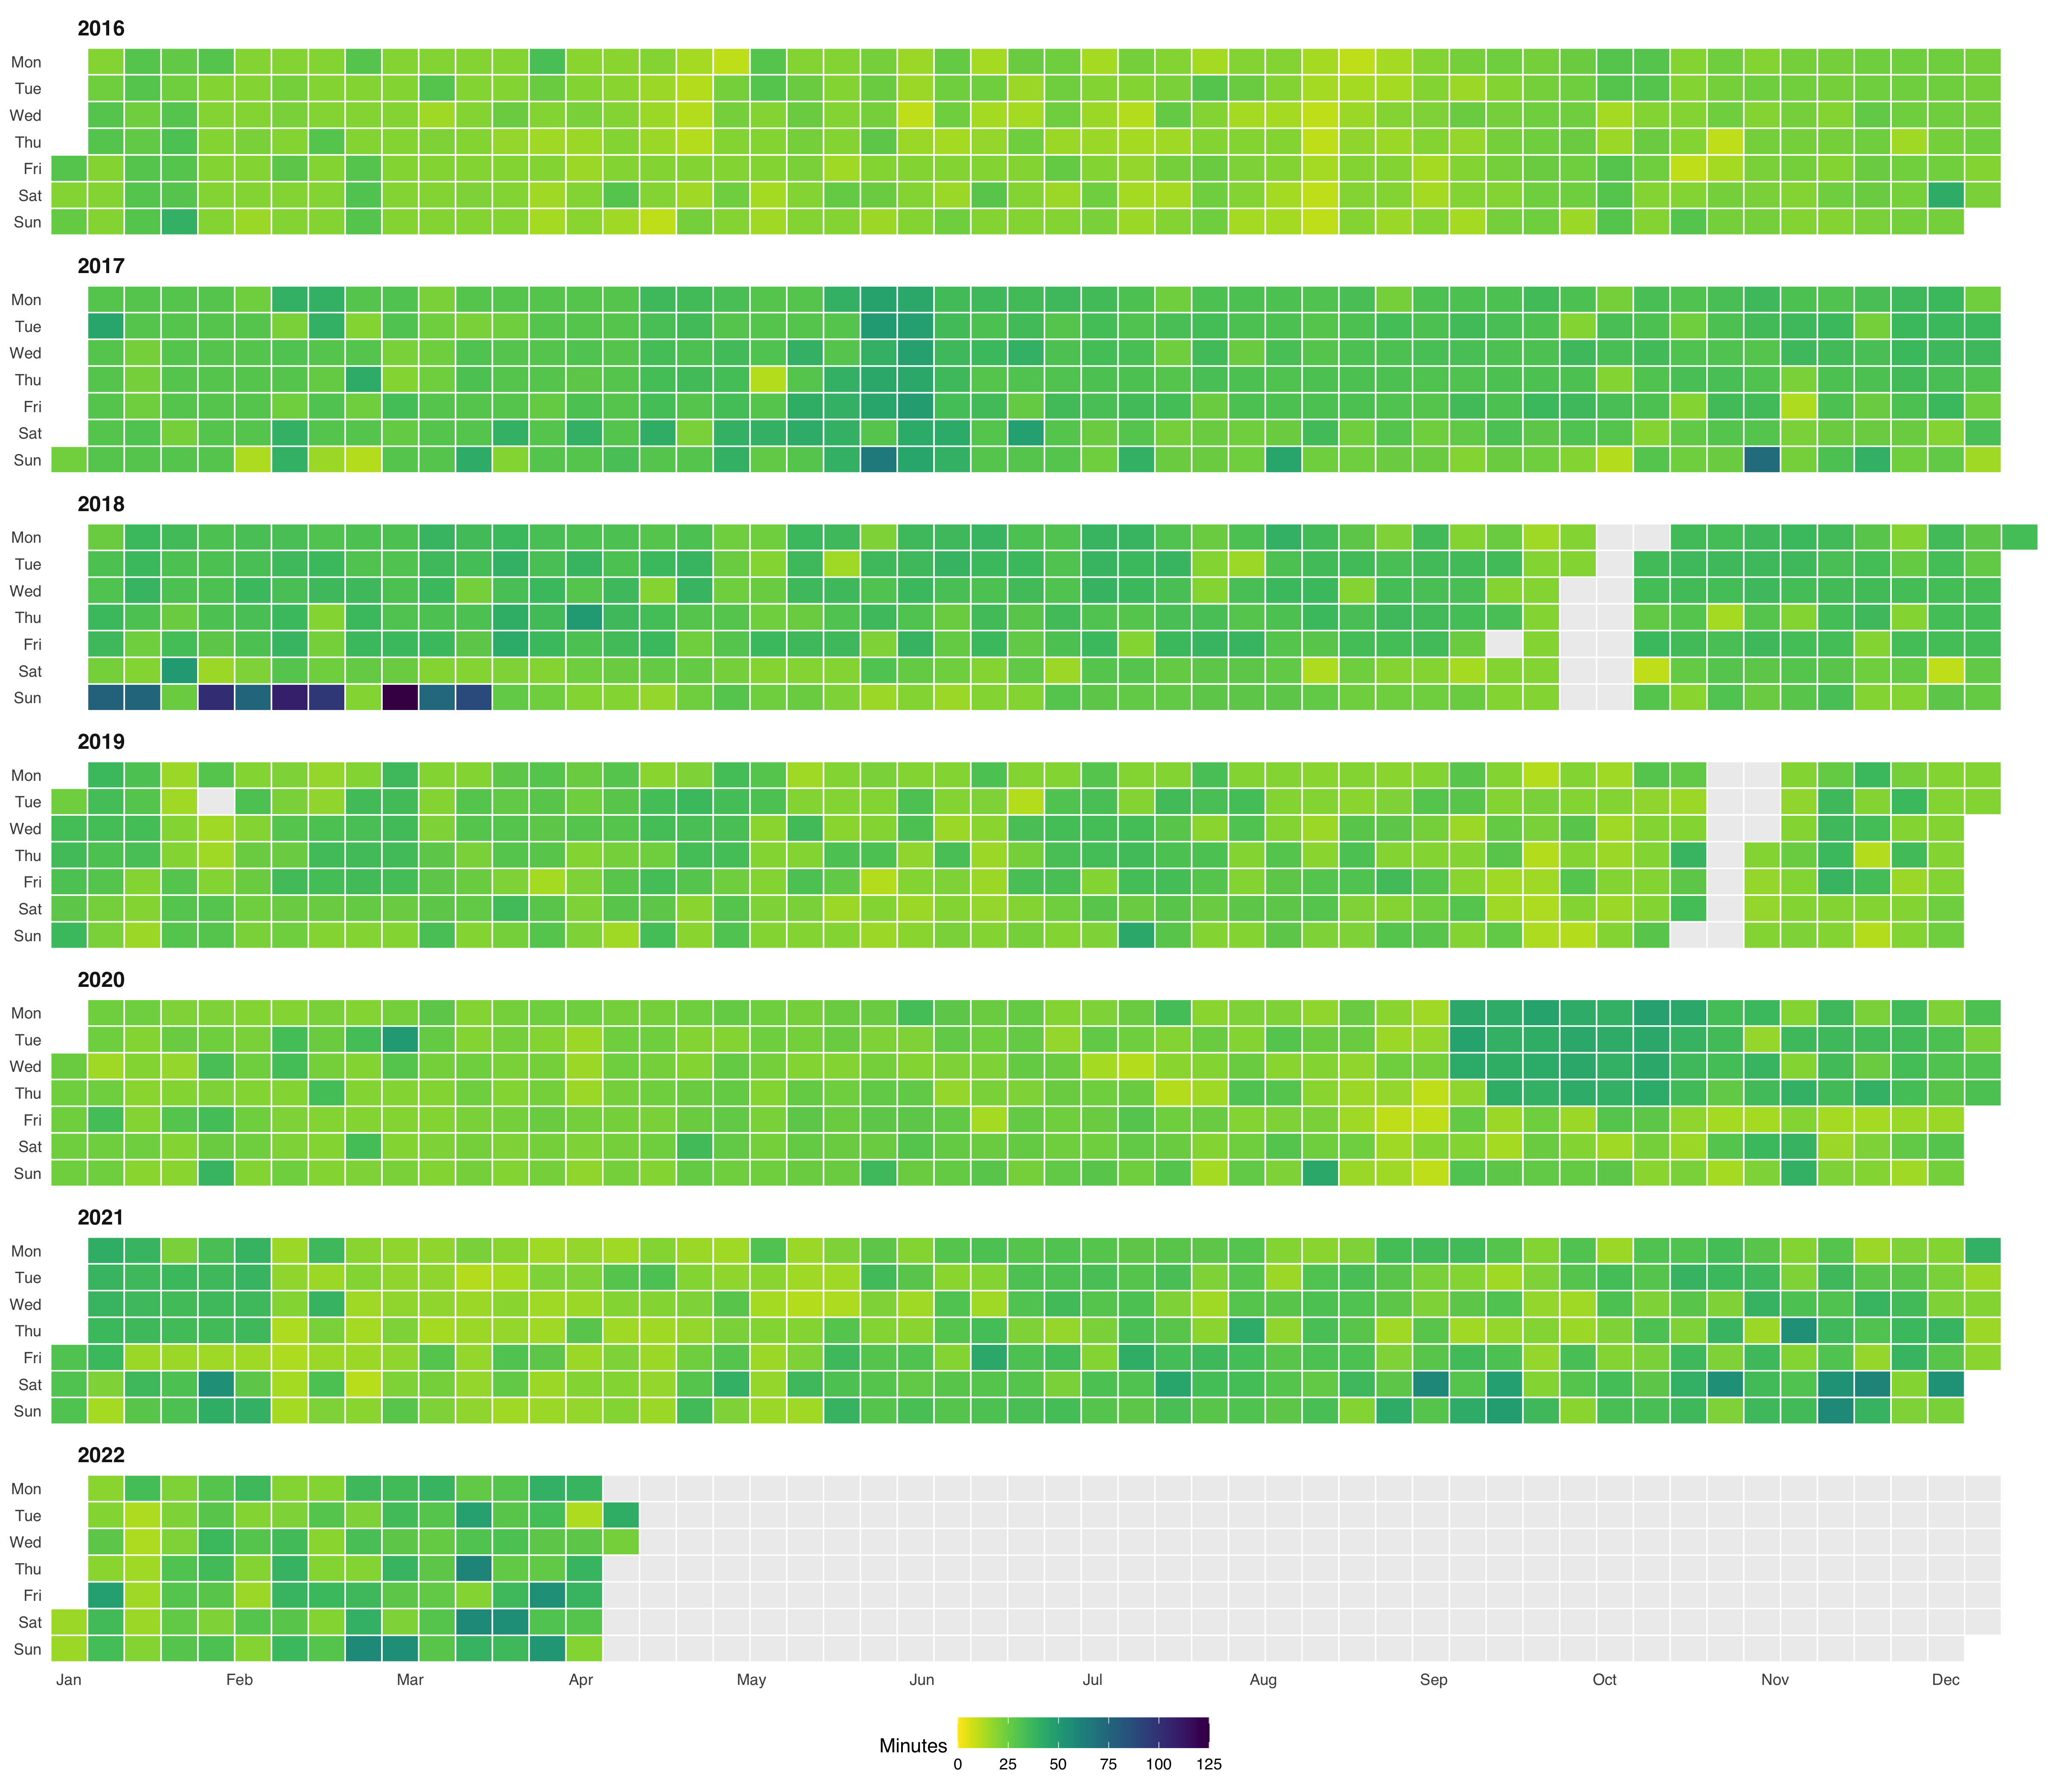 2016
Mon
Tue
Wed
Thu
Fri
Sat
Sun
2017
Mon
Tue
Wed
Thu
Fri
Sat
Sun
2018
Mon
Tue
Wed
Thu
Fri
Sat
Sun
2019
Mon
Tue
Wed
Thu
Fri
Sat
Sun
2020
Mon
Tue
Wed
Thu
Fri
Sat
Sun
2021
Mon
Tue
Wed
Thu
Fri
Sat
Sun
2022
Mon
Tue
Wed
Thu
Fri
Sat
Sun
Jan Feb Mar Apr May Jun Jul Aug Sep Oct Nov Dec
Minutes
0 25 50 75 100 125